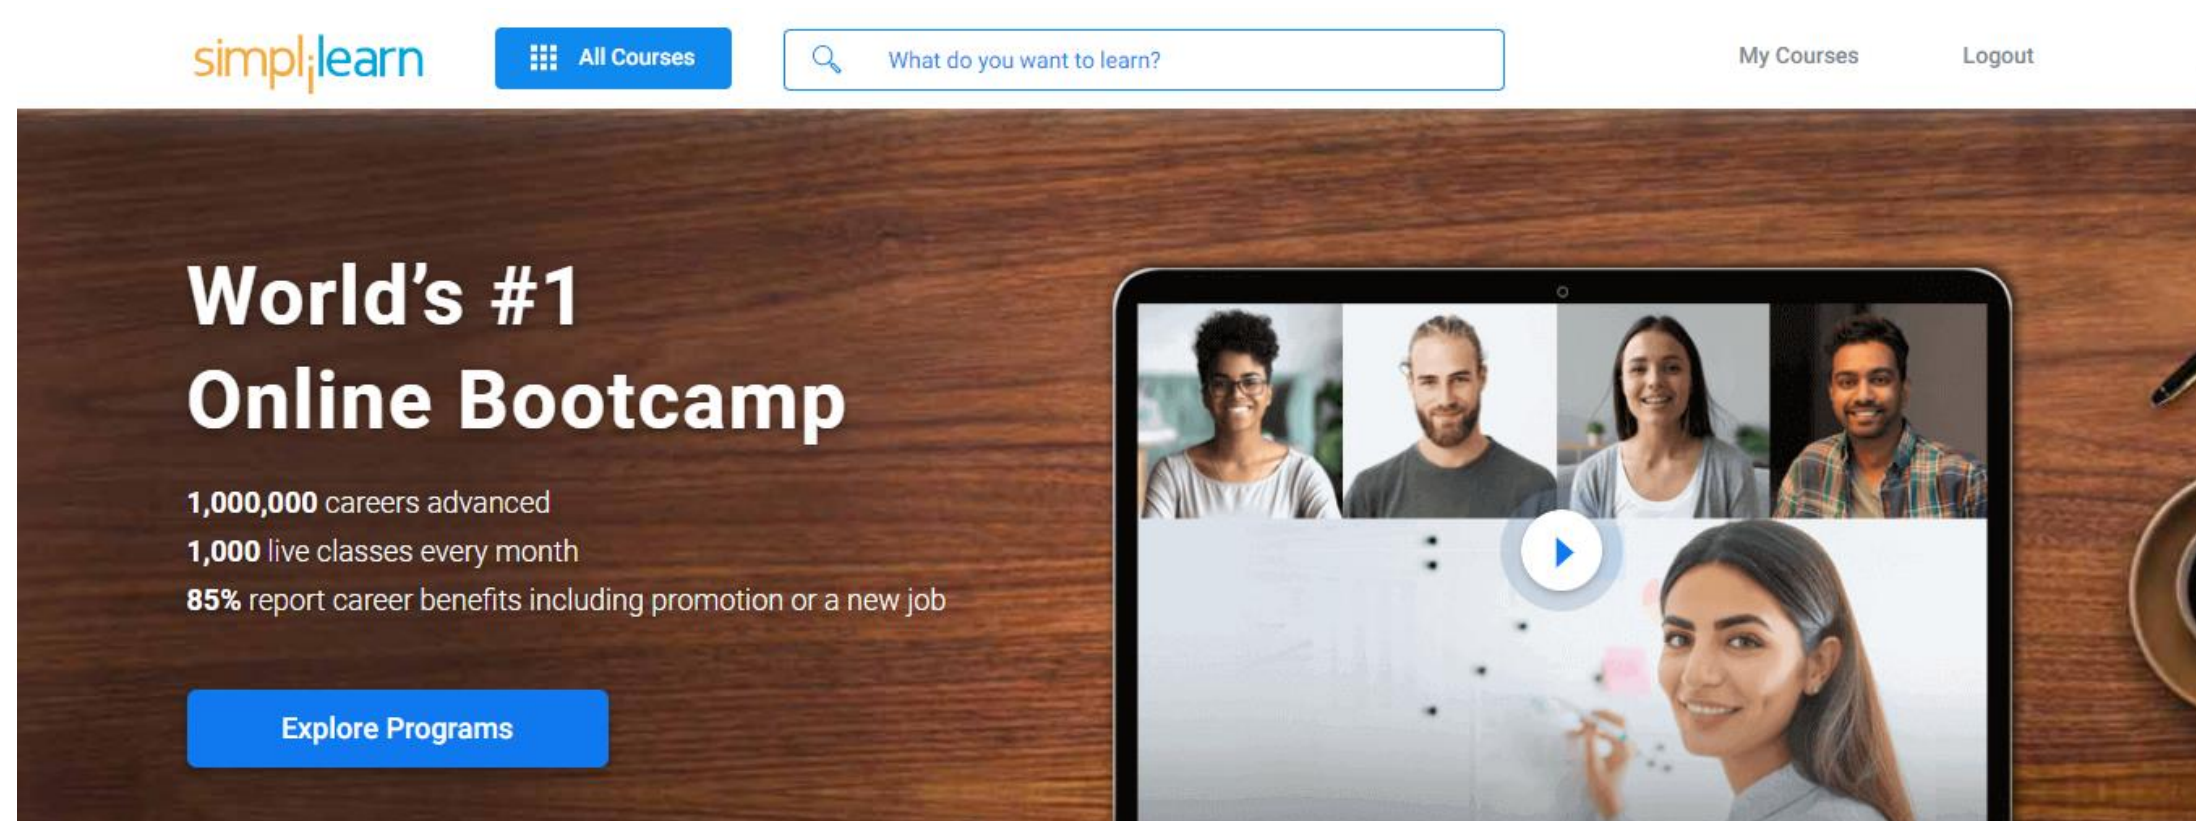 simplilearn
All Courses
What do you want to learn?
My Courses
Logout
World's #1
Online Bootcamp
1,000,000 careers advanced
1,000 live classes every month
85% report career benefits including promotion or a new job
Explore Programs